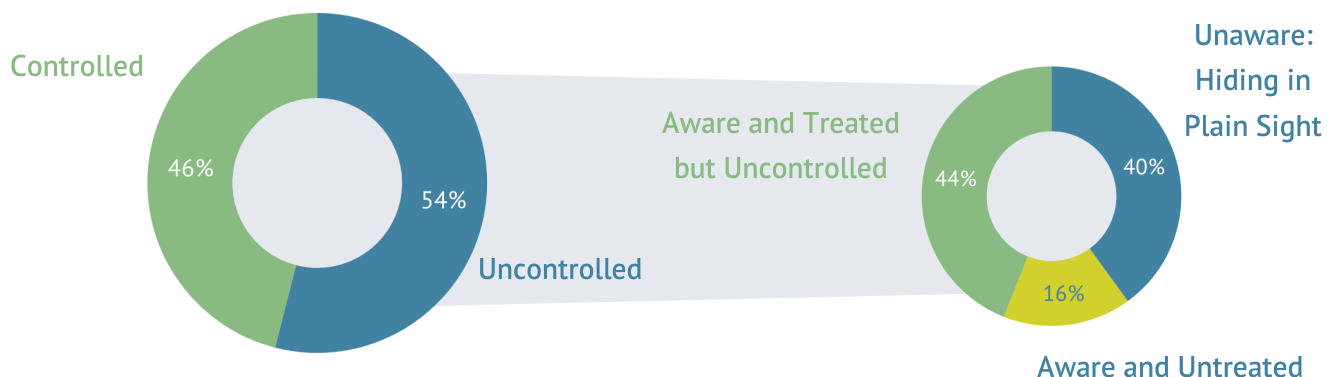 Controlled
46%
54%
Uncontrolled
Aware and Treated
but Uncontrolled
44%
40%
16%
Unaware:
Hiding in
Plain Sight
Aware and Untreated